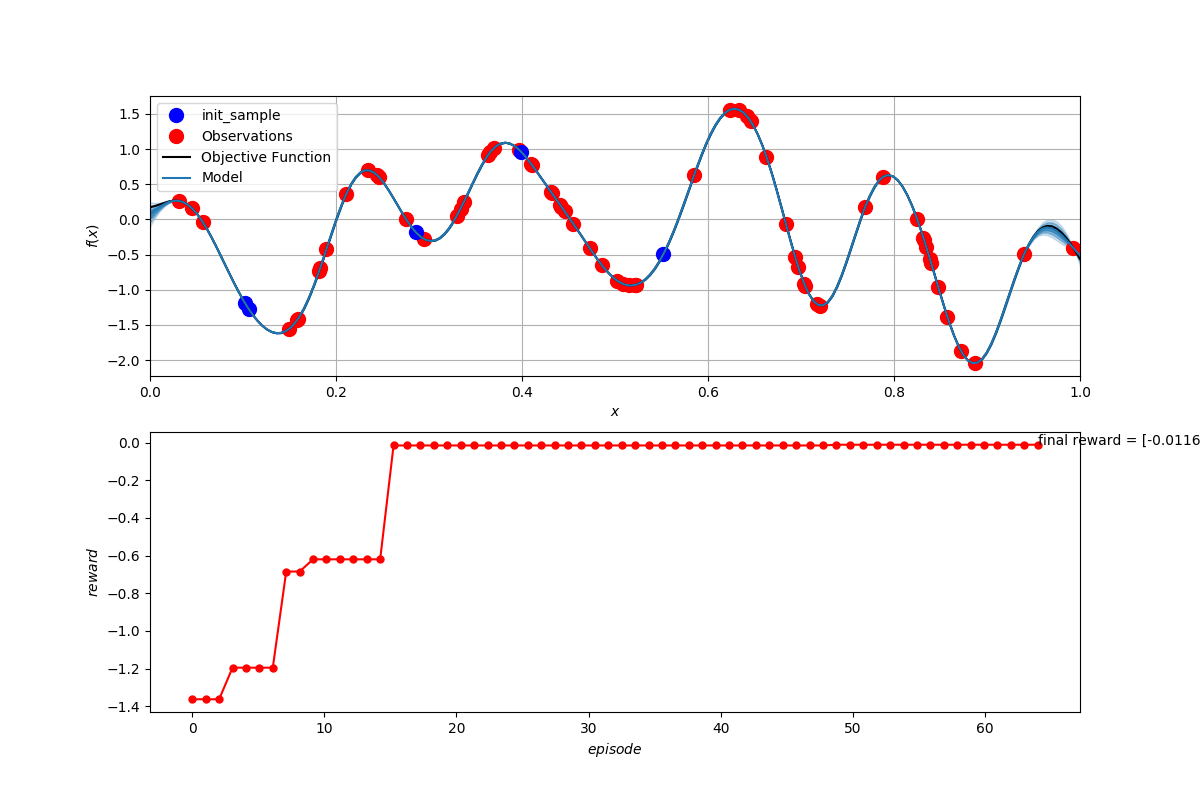 1.5
1.0
0.5
0.0
−0.5
−1.0
−1.5
−2.0
f(x)
init_sample
Observations
Objective Function
Model
0.0 0.2 0.4 0.6 0.8 1.0
x
0.0
−0.2
−0.4
−0.6
−0.8
−1.0
−1.2
−1.4
reward
final reward = [-0.0116
0 10 20 30 40 50 60
episode